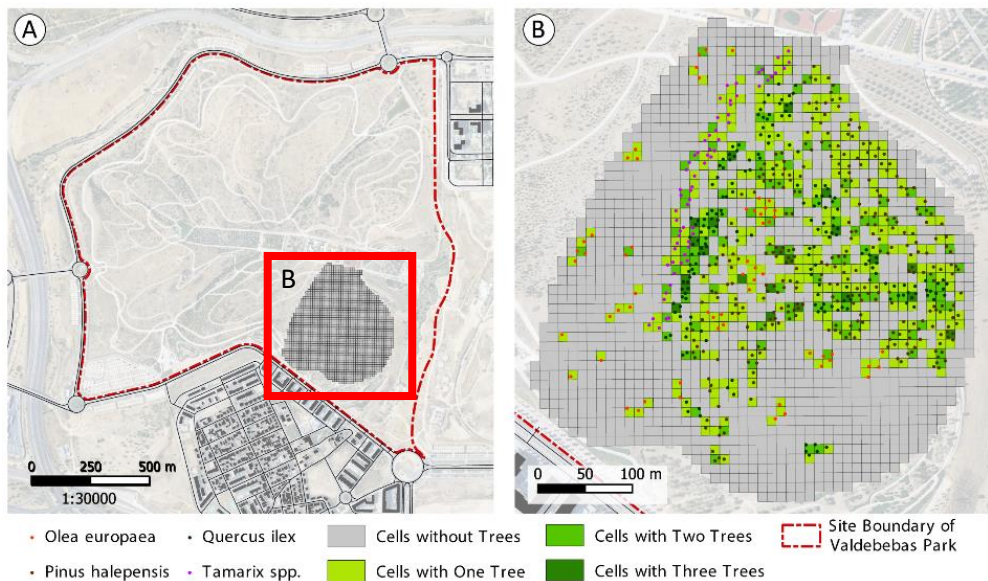 A
B
B
0 250 500 m
1:30000
0 50 100 m
Olea europaea
Quercus ilex
Cells without Trees
Cells with Two Trees
Site Boundary of
Valdebebas Park
Pinus halepensis
Tamarix spp.
Cells with One Tree
Cells with Three Trees